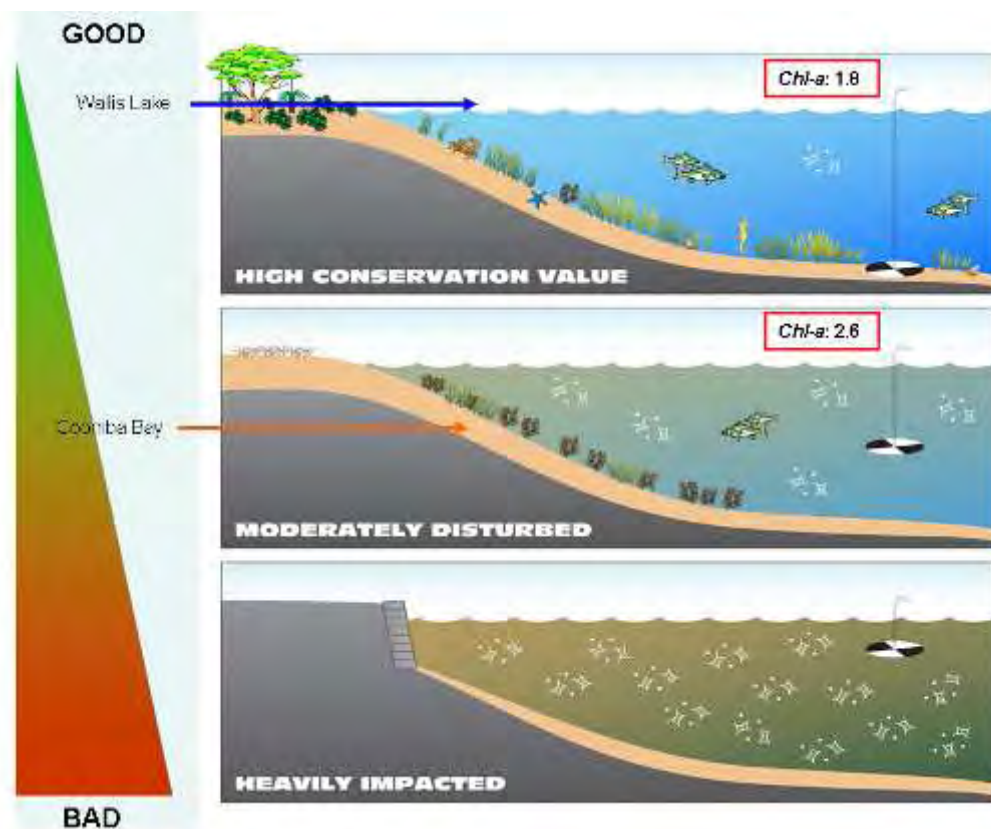 GOOD
Wallis Lake
Chl-a: 1.8
HIGH CONSERVATION VALUE
Chl-a: 2.6
Coomba Bay
MODERATELY DISTURBED
HEAVILY IMPACTED
BAD